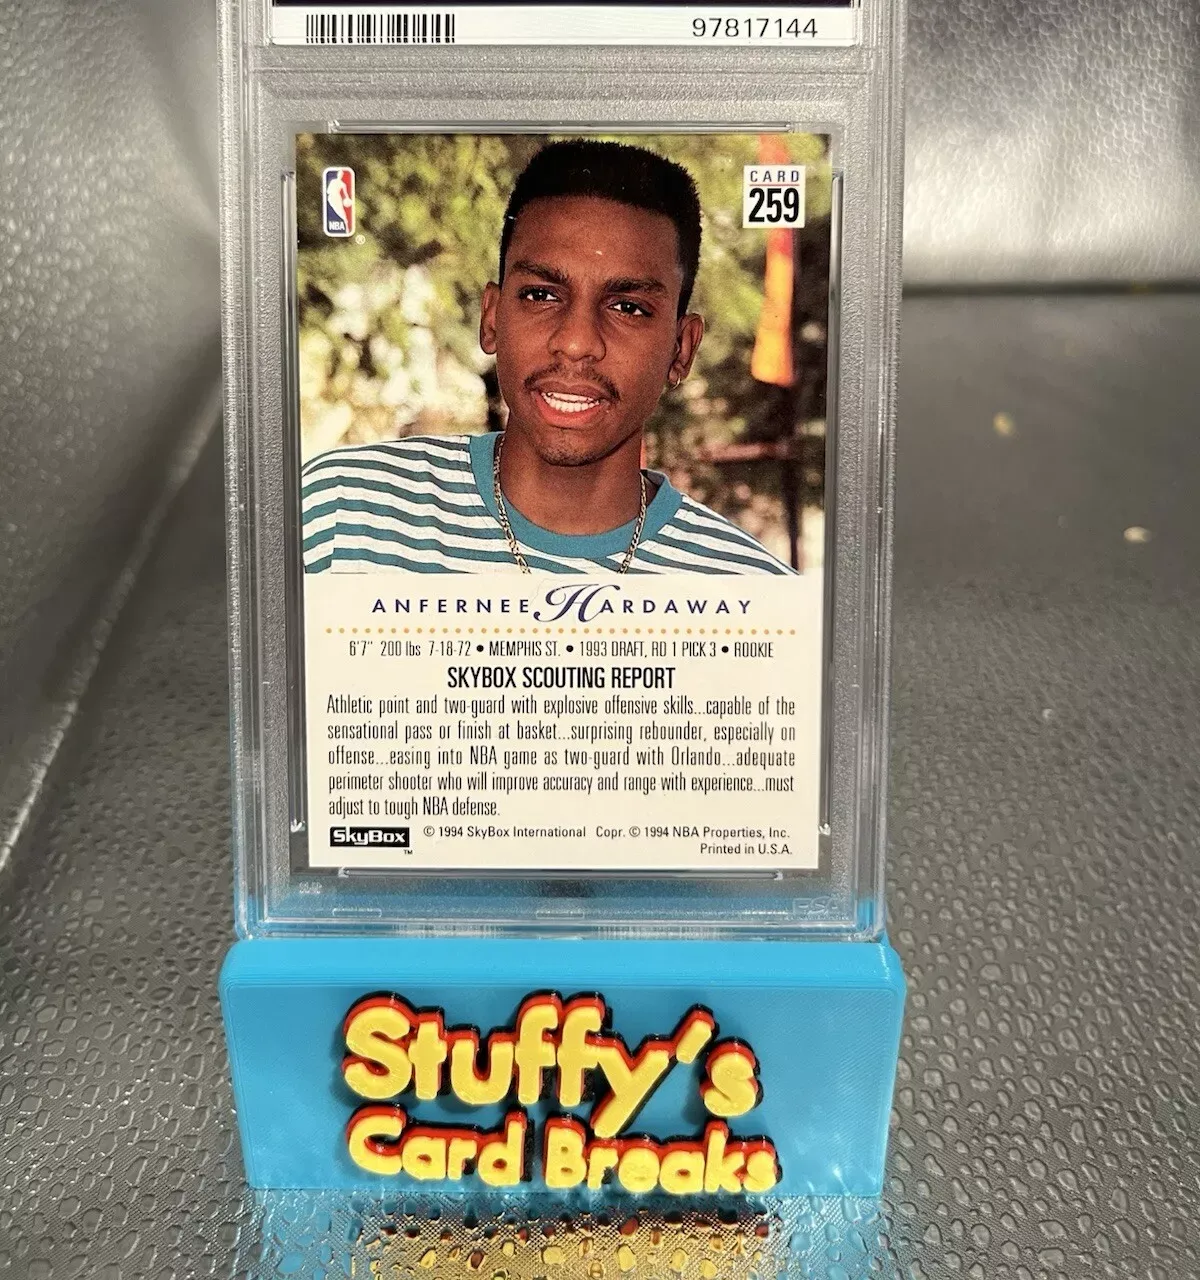 97817144
CARD
259
NBA
®
ANFERNEE HARDAWAY
6'7" 200 lbs 7-18-72 • MEMPHIS ST. • 1993 DRAFT, RD 1 PICK 3 • ROOKIE
SKYBOX SCOUTING REPORT
Athletic point and two-guard with explosive offensive skills...capable of the
sensational pass or finish at basket...surprising rebounder, especially on
offense...easing into NBA game as two-guard with Orlando...adequate
perimeter shooter who will improve accuracy and range with experience...must
adjust to tough NBA defense.
SkyBox
TM
© 1994 SkyBox International Copr. © 1994 NBA Properties, Inc.
Printed in U.S.A.
PSA
Stuffy's
Card Breaks